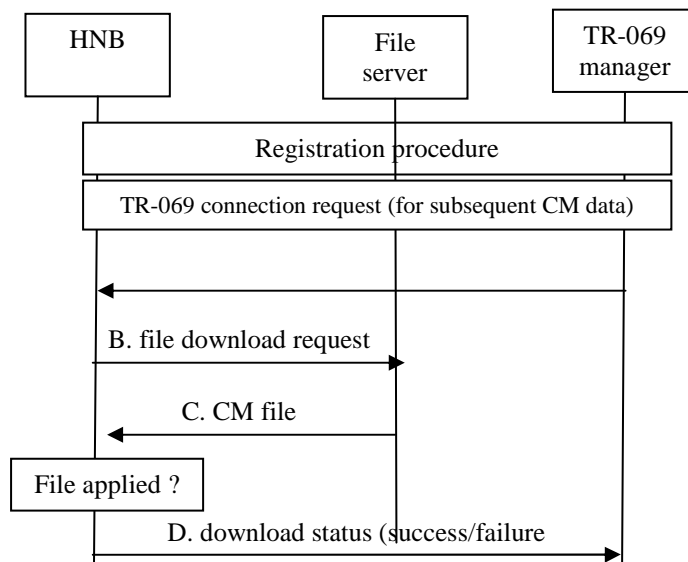 HNB
File
server
TR-069
manager
Registration procedure
TR-069 connection request (for subsequent CM data)
B. file download request
C. CM file
File applied ?
D. download status (success/failure